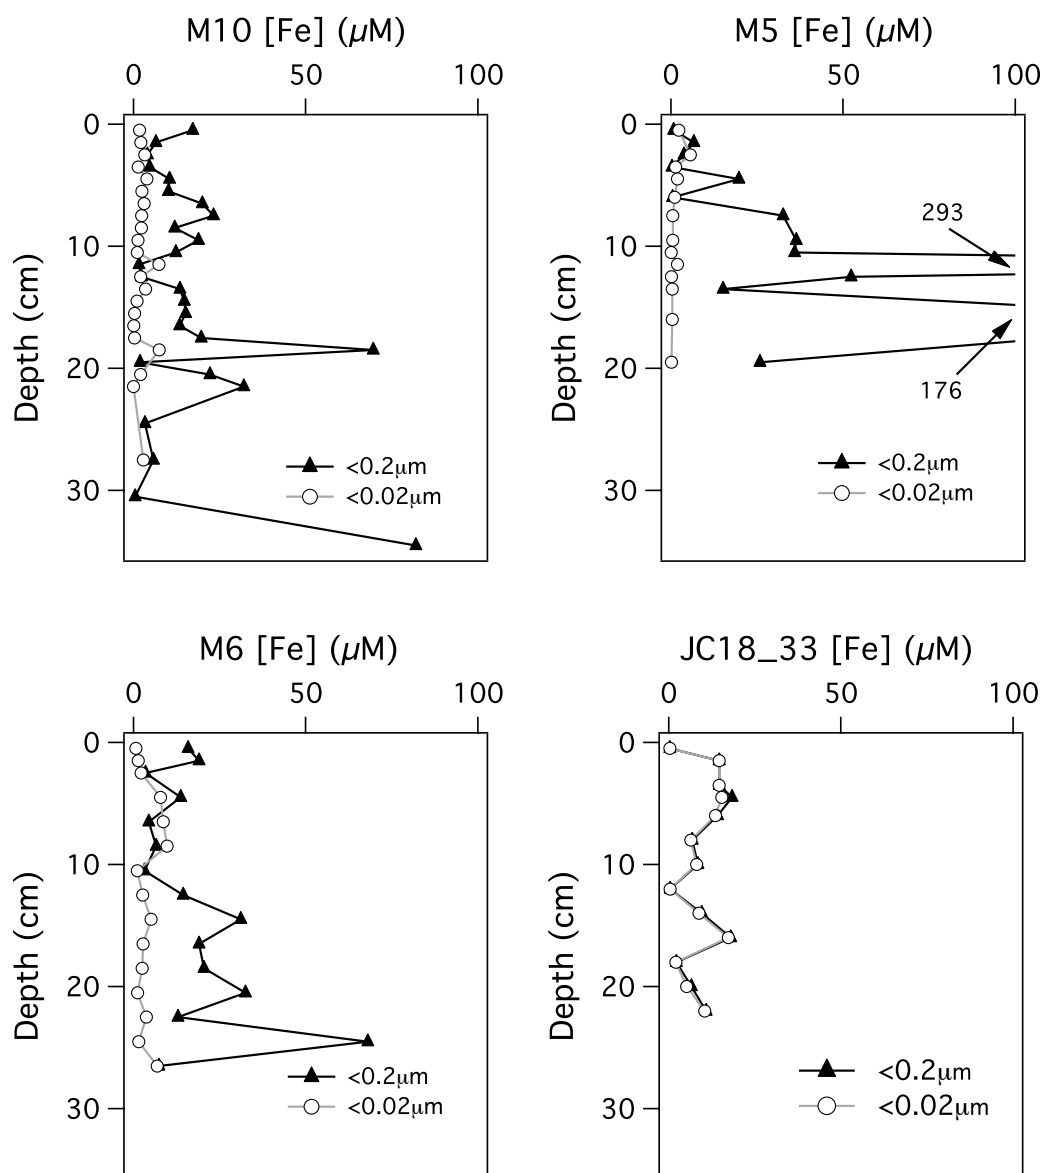 M10 [Fe] (µM)
0 50 100
0
10
20
30
Depth (cm)
<0.2µm
<0.02µm
M5 [Fe] (µM)
0 50 100
0
10
20
30
Depth (cm)
293
176
<0.2µm
<0.02µm
M6 [Fe] (µM)
0 50 100
0
10
20
30
Depth (cm)
<0.2µm
<0.02µm
JC18_33 [Fe] (µM)
0 50 100
0
10
20
30
Depth (cm)
<0.2µm
<0.02µm